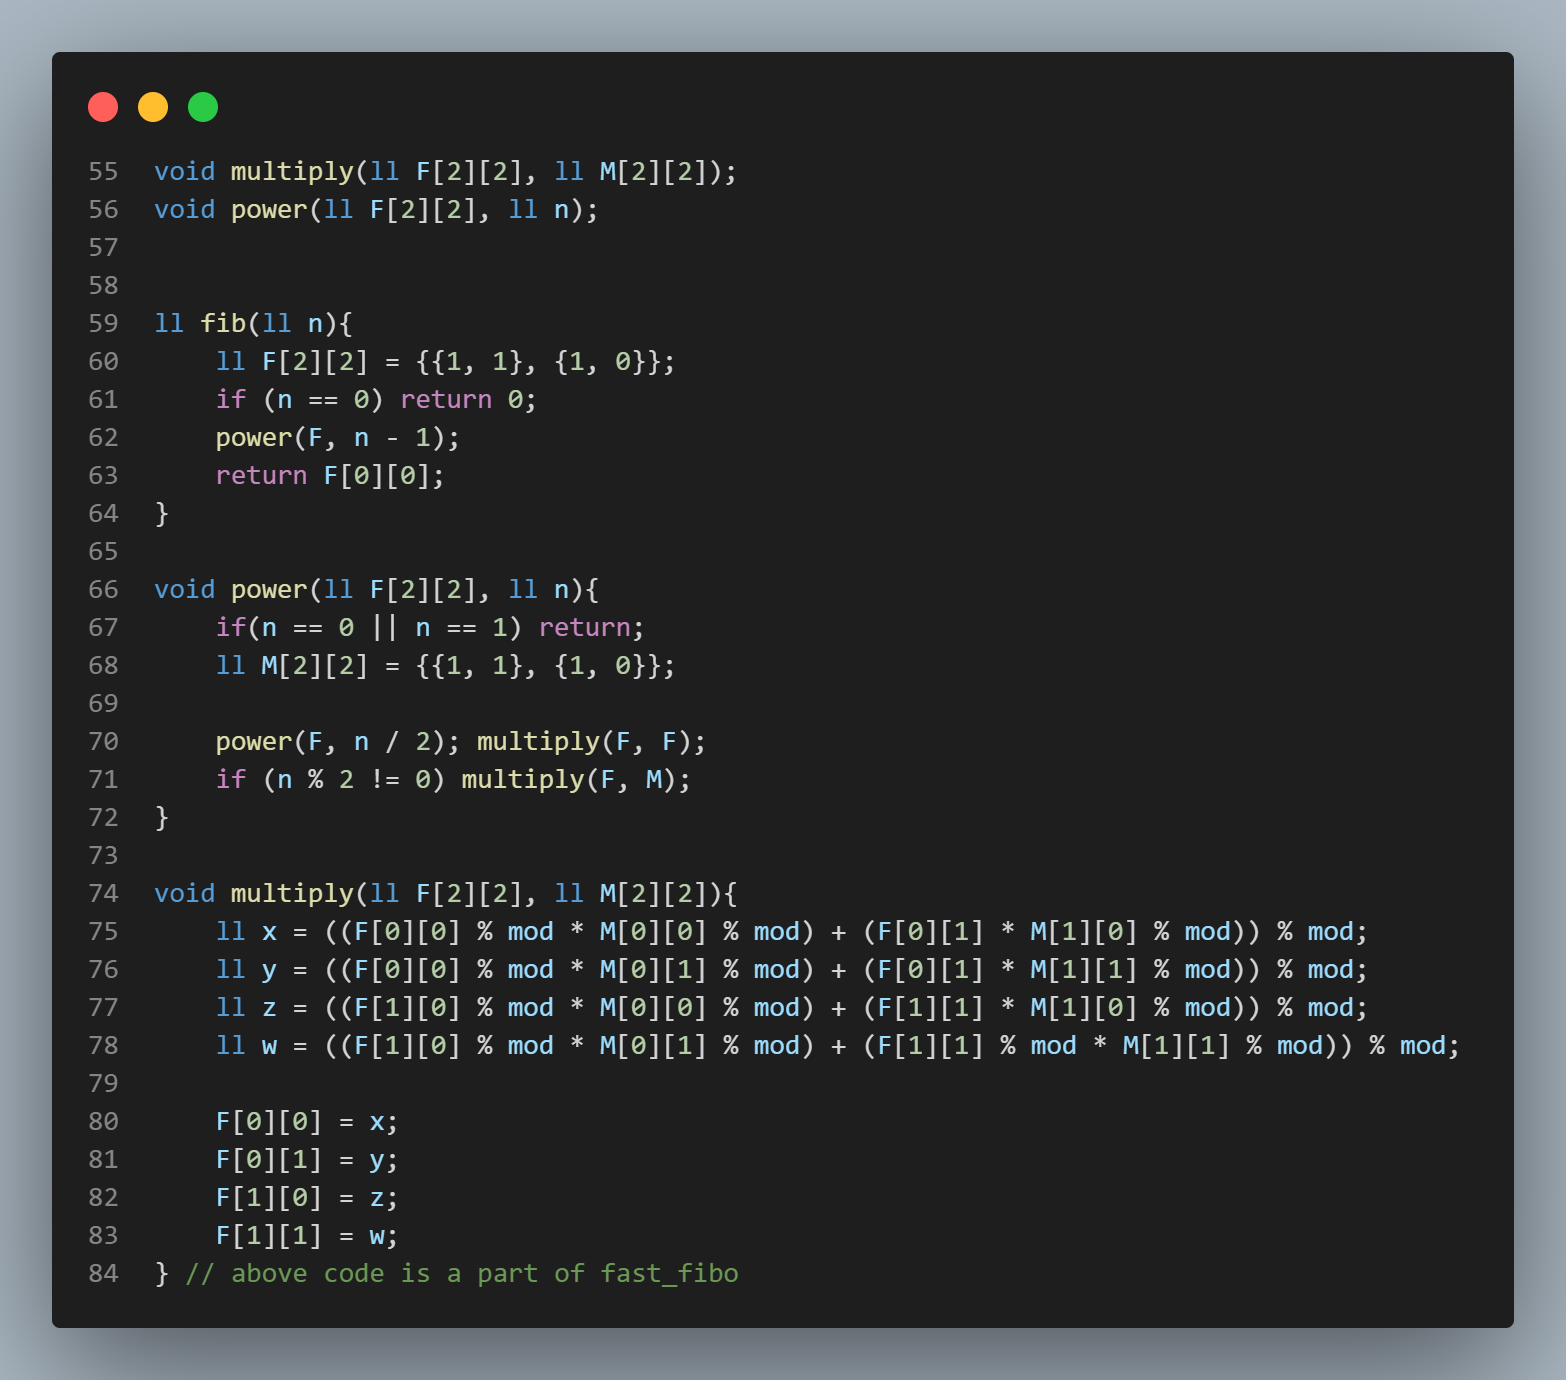 55 void multiply(ll F[2][2], ll M[2][2]);
56 void power(ll F[2][2], ll n);
57
58
59 ll fib(ll n){
60     ll F[2][2] = {{1, 1}, {1, 0}};
61     if (n == 0) return 0;
62     power(F, n - 1);
63     return F[0][0];
64 }
65
66 void power(ll F[2][2], ll n){
67     if(n == 0 || n == 1) return;
68     ll M[2][2] = {{1, 1}, {1, 0}};
69
70     power(F, n / 2); multiply(F, F);
71     if (n % 2 != 0) multiply(F, M);
72 }
73
74 void multiply(ll F[2][2], ll M[2][2]){
75     ll x = ((F[0][0] % mod * M[0][0] % mod) + (F[0][1] * M[1][0] % mod)) % mod;
76     ll y = ((F[0][0] % mod * M[0][1] % mod) + (F[0][1] * M[1][1] % mod)) % mod;
77     ll z = ((F[1][0] % mod * M[0][0] % mod) + (F[1][1] * M[1][0] % mod)) % mod;
78     ll w = ((F[1][0] % mod * M[0][1] % mod) + (F[1][1] % mod * M[1][1] % mod)) % mod;
79
80     F[0][0] = x;
81     F[0][1] = y;
82     F[1][0] = z;
83     F[1][1] = w;
84 } // above code is a part of fast_fibo